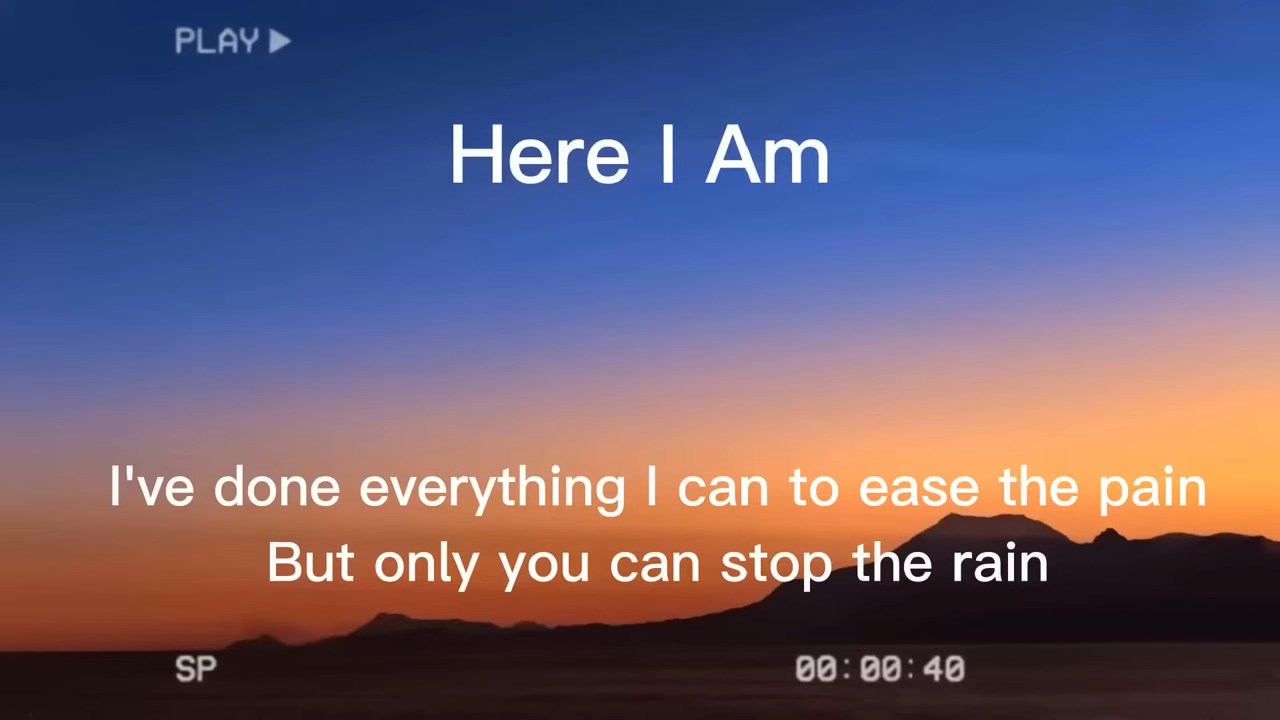 PLAY ▶
Here I Am
I've done everything I can to ease the pain
But only you can stop the rain
SP
00:00:40